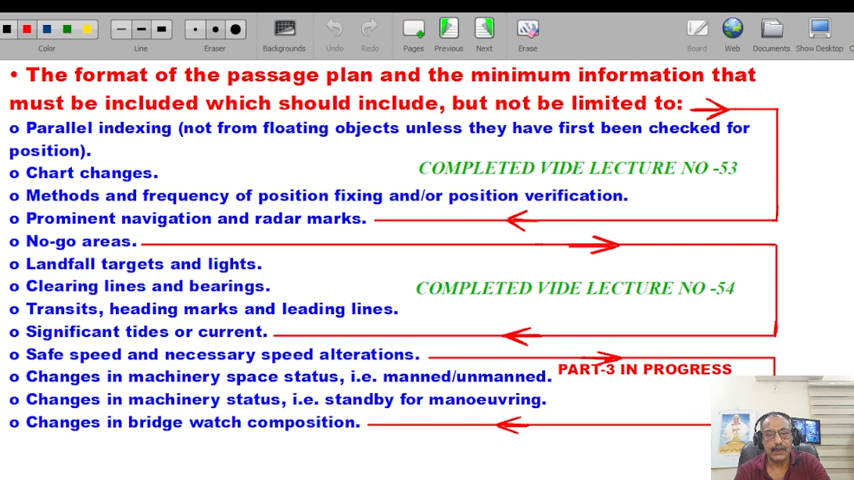 Color
Line
Eraser
Backgrounds
Undo
Redo
Pages
Previous
Next
Erase
Board
Web
Documents
Show Desktop
• The format of the passage plan and the minimum information that
must be included which should include, but not be limited to:
o Parallel indexing (not from floating objects unless they have first been checked for
position).
o Chart changes.
COMPLETED VIDE LECTURE NO -53
o Methods and frequency of position fixing and/or position verification.
o Prominent navigation and radar marks.
o No-go areas.
o Landfall targets and lights.
o Clearing lines and bearings.
COMPLETED VIDE LECTURE NO -54
o Transits, heading marks and leading lines.
o Significant tides or current.
o Safe speed and necessary speed alterations.
PART-3 IN PROGRESS
o Changes in machinery space status, i.e. manned/unmanned.
o Changes in machinery status, i.e. standby for manoeuvring.
o Changes in bridge watch composition.